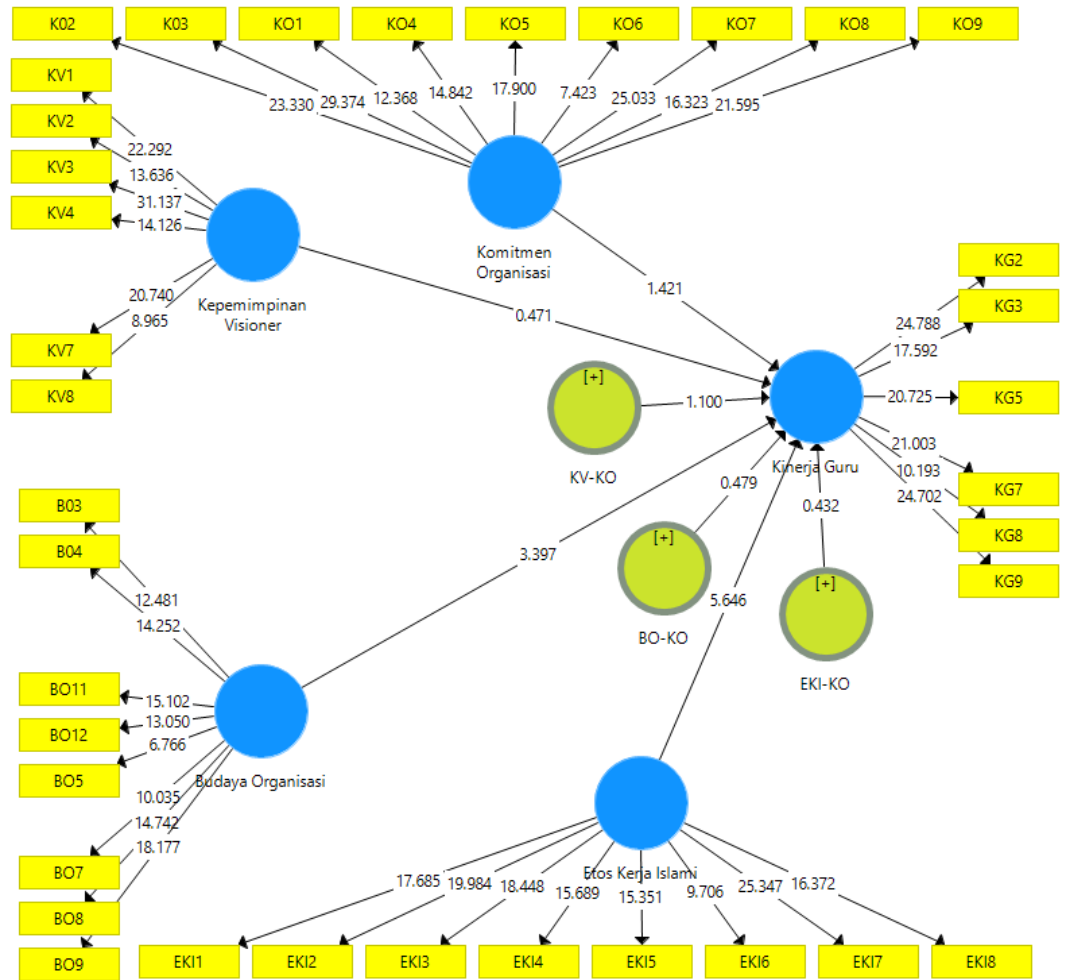 K02
K03
KO1
KO4
KO5
KO6
KO7
KO8
KO9
KV1
KV2
KV3
KV4
KV7
KV8
23.330
29.374
12.368
14.842
17.900
7.423
25.033
16.323
21.595
22.292
13.636
31.137
14.126
20.740
8.965
Komitmen
Organisasi
Kepemimpinan
Visioner
1.421
0.471
KG2
KG3
KG5
KG7
KG8
KG9
24.788
17.592
20.725
21.003
10.193
24.702
[+]
1.100
KV-KO
Kinerja Guru
0.479
0.432
[+]
BO-KO
[+]
EKI-KO
3.397
5.646
B03
B04
12.481
14.252
BO11
BO12
BO5
15.102
13.050
6.766
Budaya Organisasi
10.035
14.742
18.177
BO7
BO8
BO9
Etos Kerja Islami
17.685
19.984
18.448
15.689
15.351
9.706
25.347
16.372
EKI1
EKI2
EKI3
EKI4
EKI5
EKI6
EKI7
EKI8